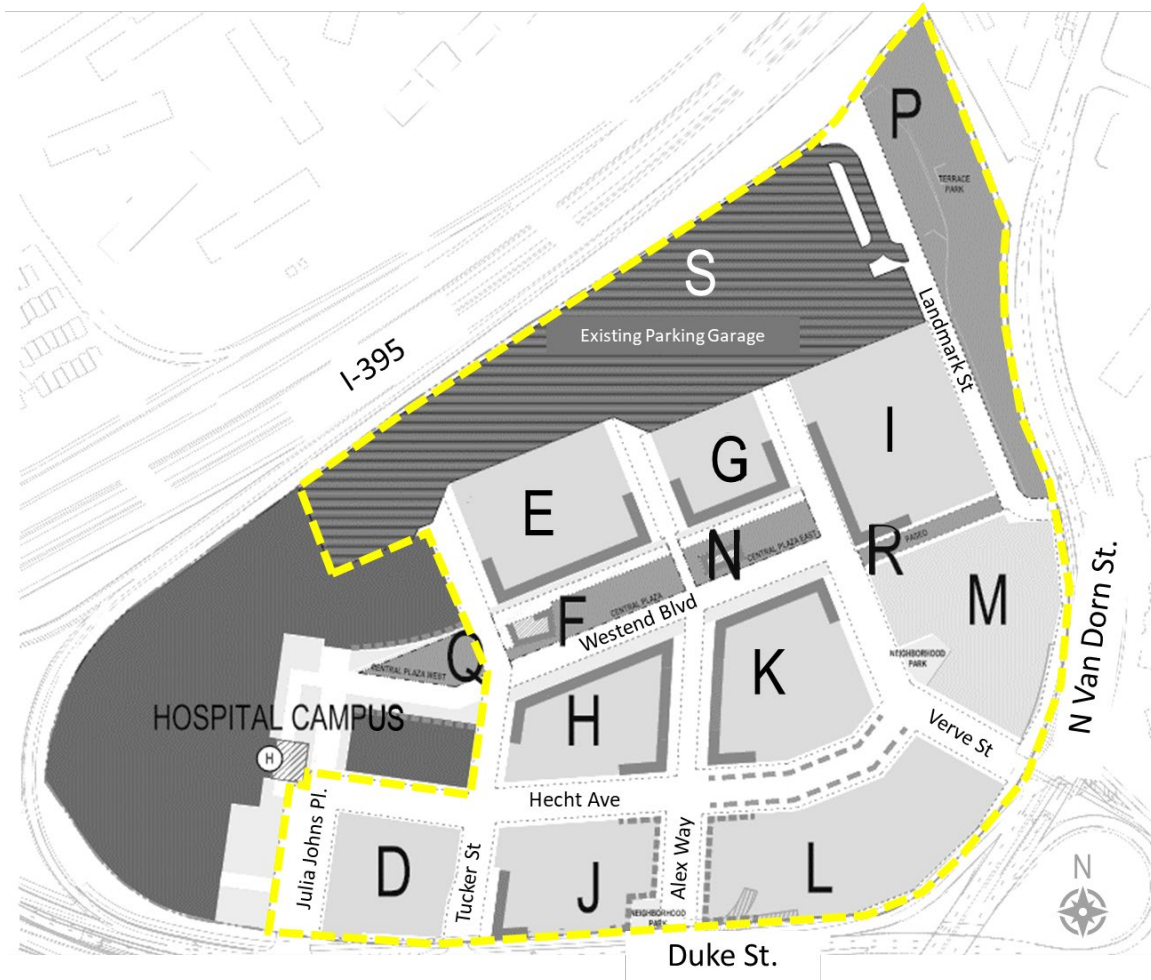 P
TERRACE
PARK
S
Existing Parking Garage
Landmark St
I-395
I
G
E
N
CENTRAL PLAZA EAST
R
PASEO
F
CENTRAL PLAZA
Westend Blvd
M
N Van Dorn St.
Q
CENTRAL PLAZA WEST
NEIGHBORHOOD
PARK
K
H
HOSPITAL CAMPUS
H
Verve St
Hecht Ave
Julia Johns Pl.
D
Tucker St
J
Alex Way
L
NEIGHBORHOOD
PARK
N
Duke St.